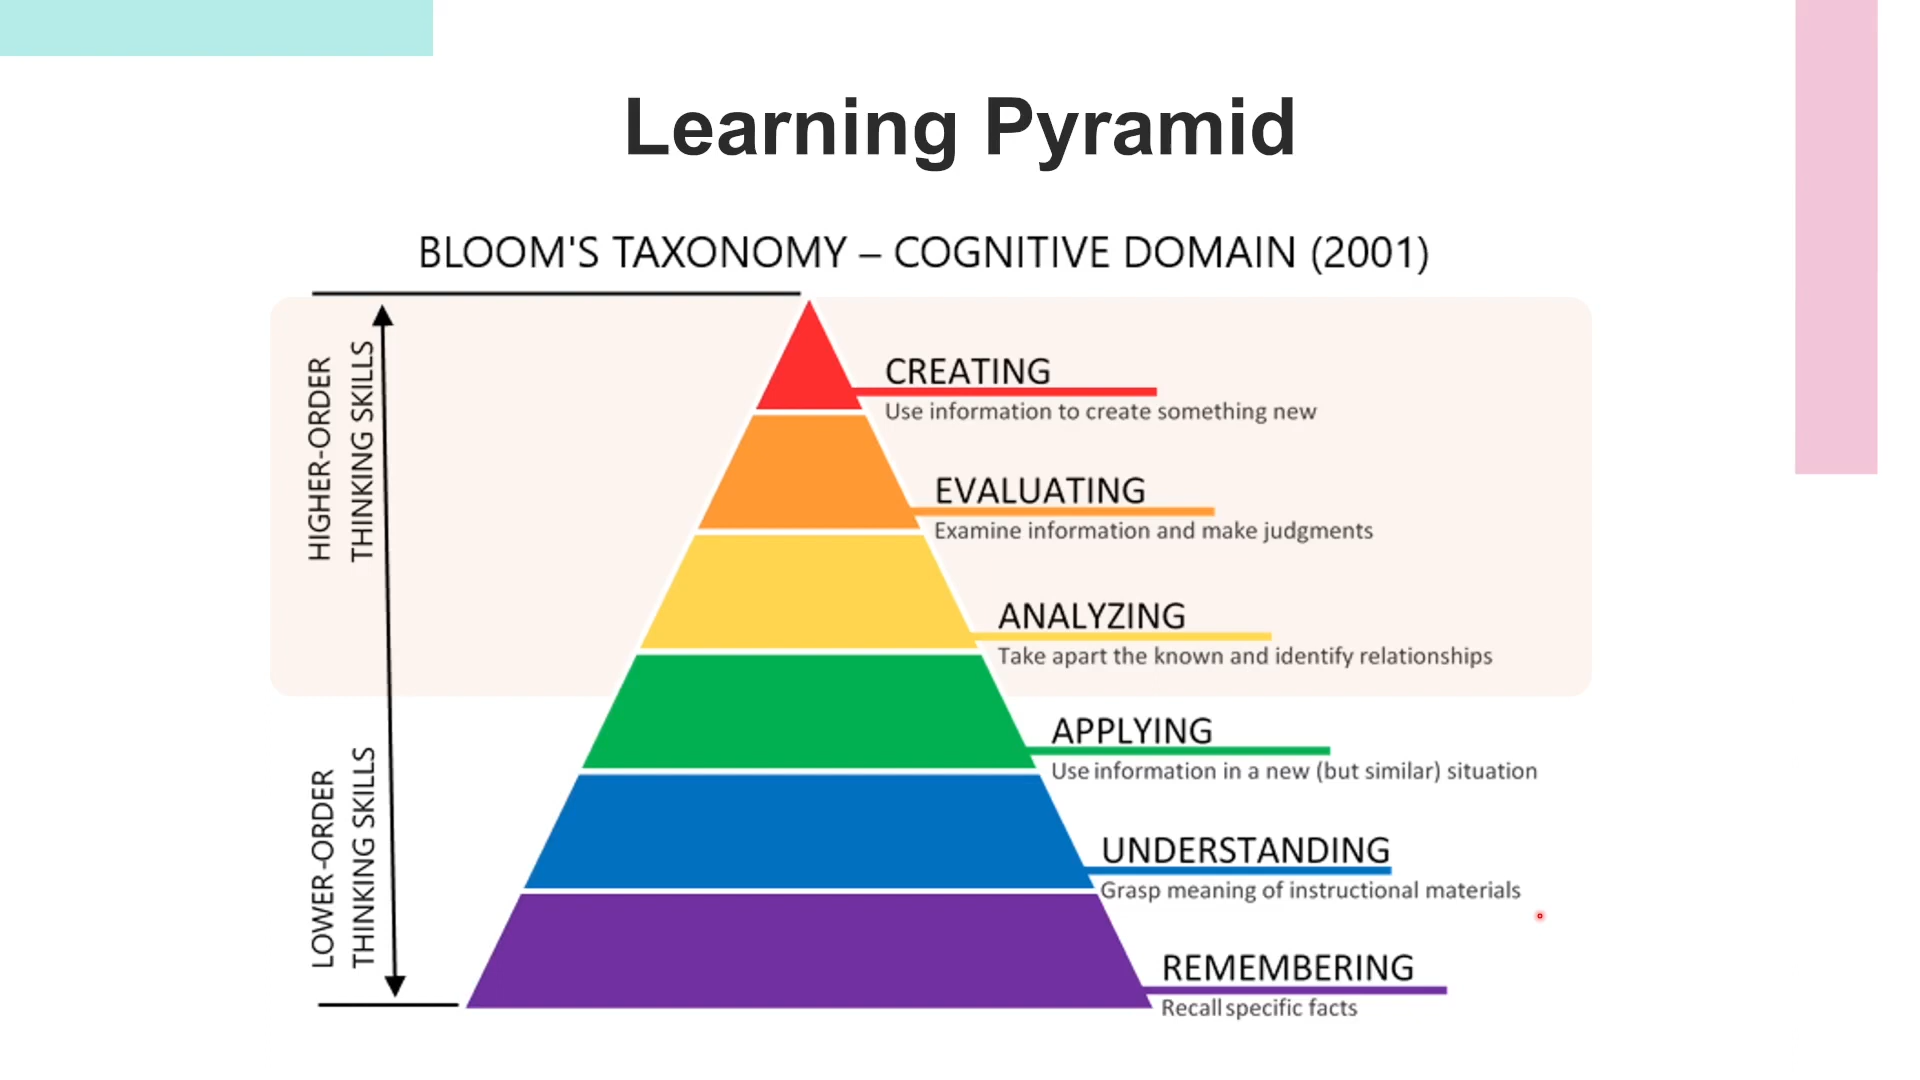 Learning Pyramid
BLOOM'S TAXONOMY – COGNITIVE DOMAIN (2001)
HIGHER-ORDER
THINKING SKILLS
CREATING
Use information to create something new
EVALUATING
Examine information and make judgments
ANALYZING
Take apart the known and identify relationships
APPLYING
Use information in a new (but similar) situation
LOWER-ORDER
THINKING SKILLS
UNDERSTANDING
Grasp meaning of instructional materials
REMEMBERING
Recall specific facts